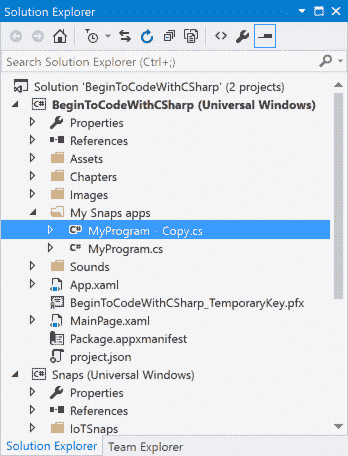 Solution Explorer
Search Solution Explorer (Ctrl+;)
Solution 'BeginToCodeWithCSharp' (2 projects)
C# BeginToCodeWithCSharp (Universal Windows)
Properties
References
Assets
Chapters
Images
My Snaps apps
C# MyProgram - Copy.cs
C# MyProgram.cs
Sounds
App.xaml
BeginToCodeWithCSharp_TemporaryKey.pfx
MainPage.xaml
Package.appxmanifest
project.json
C# Snaps (Universal Windows)
Properties
References
IoTSnaps
Solution Explorer Team Explorer